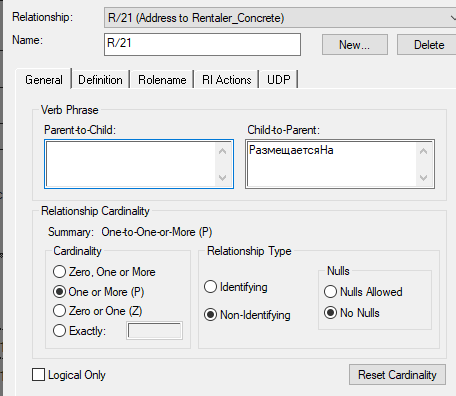 Relationship: R/21 (Address to Rentaler_Concrete)
Name: R/21 New... Delete
General Definition Rolename RI Actions UDP
Verb Phrase
Parent-to-Child: Child-to-Parent:
РазмещаетсяНа
Relationship Cardinality
Summary: One-to-One-or-More (P)
Cardinality Relationship Type
Zero, One or More Nulls
Identifying Nulls Allowed
One or More (P)
Zero or One (Z) Non-Identifying No Nulls
Exactly:
Logical Only Reset Cardinality